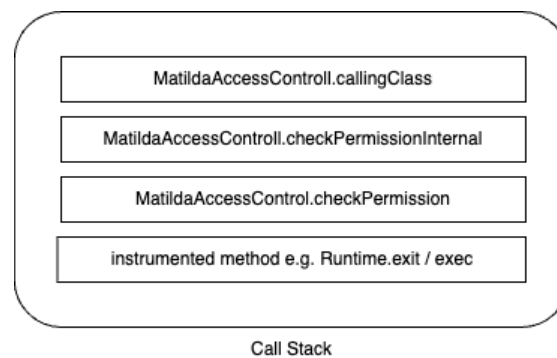 MatildaAccessControll.callingClass
MatildaAccessControll.checkPermissionInternal
MatildaAccessControl.checkPermission
instrumented method e.g. Runtime.exit / exec
Call Stack